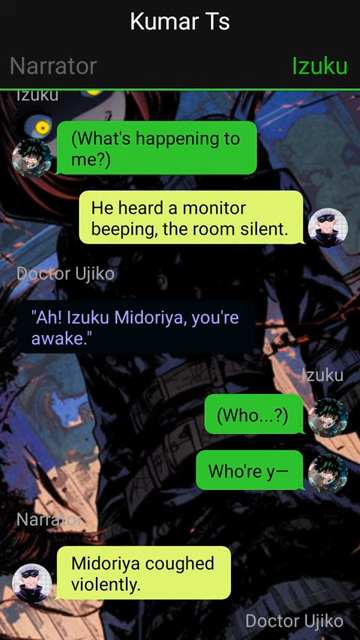 Kumar Ts
Narrator
Izuku
Izuku
(What's happening to
me?)
He heard a monitor
beeping, the room silent.
Doctor Ujiko
"Ah! Izuku Midoriya, you're
awake."
Izuku
(Who...?)
Who're y—
Narrator
Midoriya coughed
violently.
Doctor Ujiko